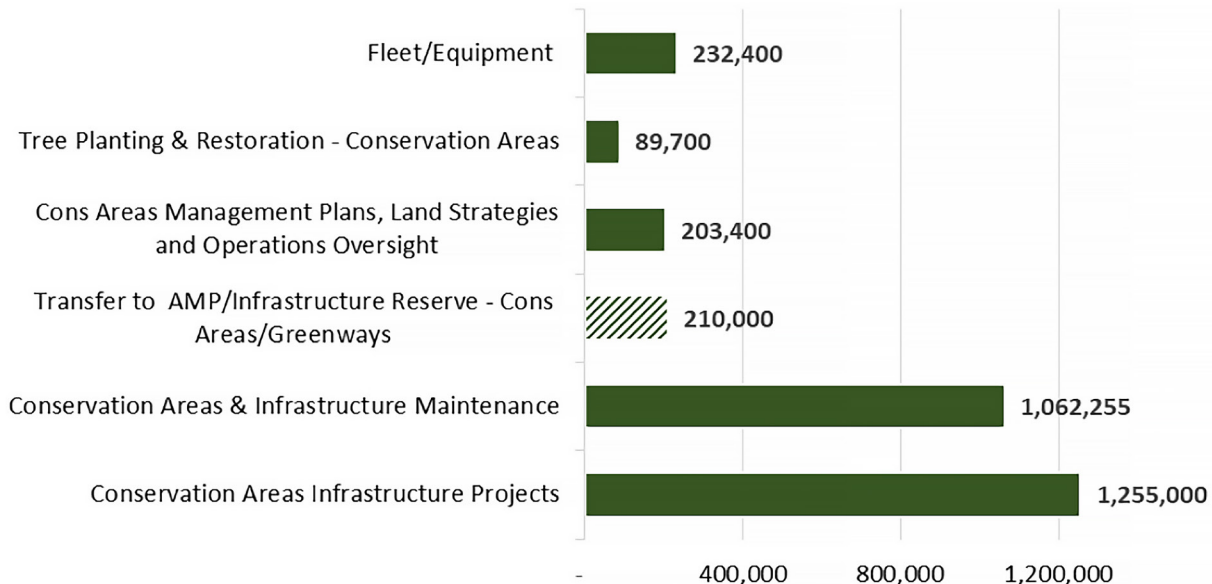 Fleet/Equipment 232,400
Tree Planting & Restoration - Conservation Areas 89,700
Cons Areas Management Plans, Land Strategies
and Operations Oversight 203,400
Transfer to AMP/Infrastructure Reserve - Cons
Areas/Greenways 210,000
Conservation Areas & Infrastructure Maintenance 1,062,255
Conservation Areas Infrastructure Projects 1,255,000
- 400,000 800,000 1,200,000